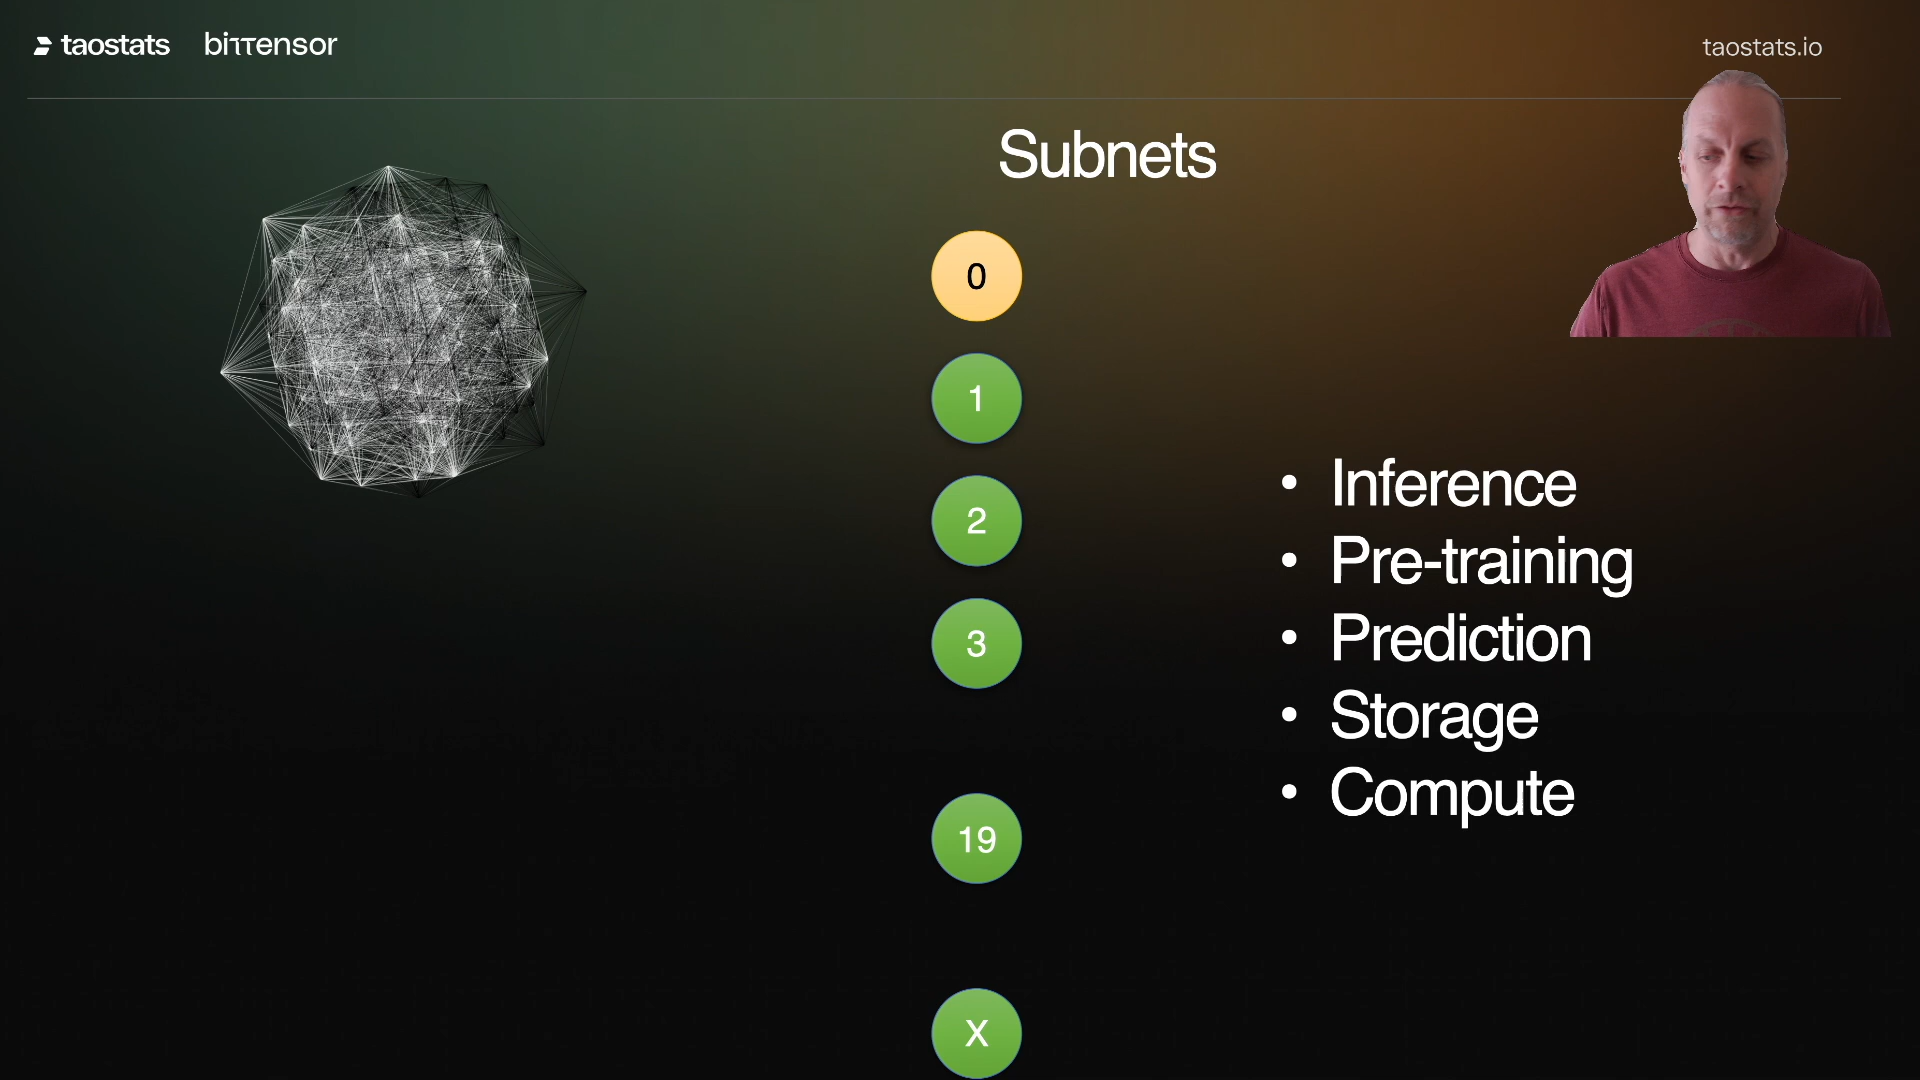 taostats
bittensor
taostats.io
Subnets
0
1
2
3
19
X
• Inference
• Pre-training
• Prediction
• Storage
• Compute